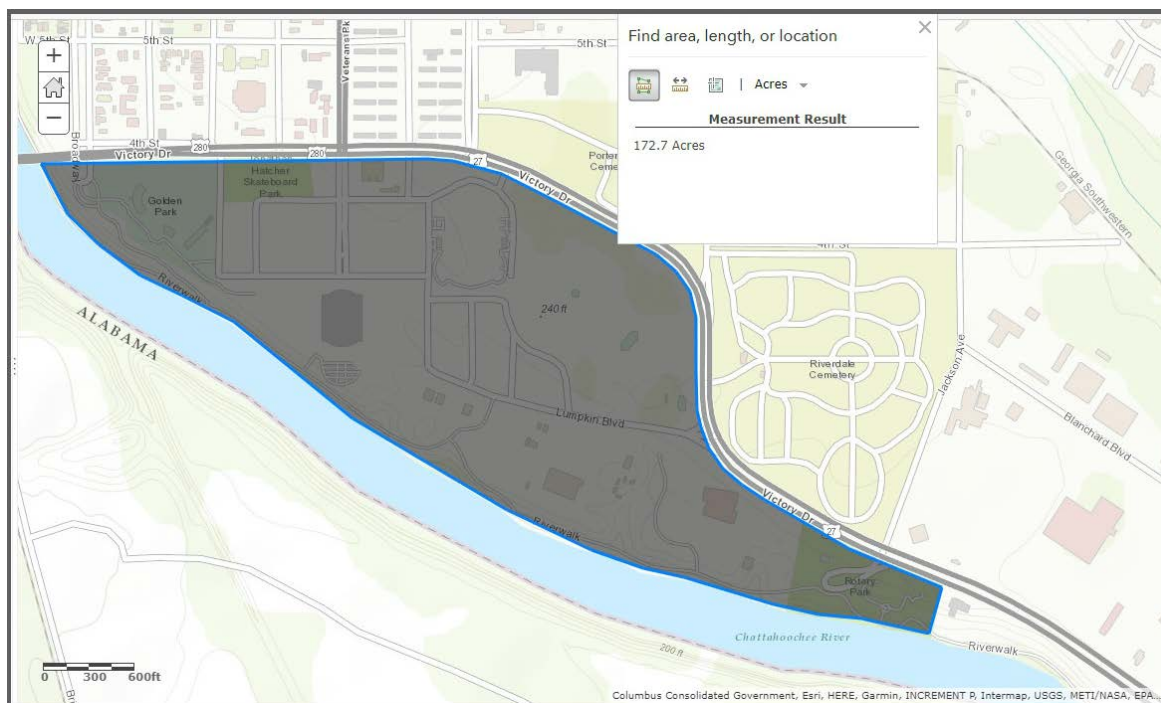 Find area, length, or location
Acres
Measurement Result
172.7 Acres
W 5th St
5th St
5th St
Veterans Pk
Broadway
4th St
Victory Dr
280
280
27
Victory Dr
Hatcher
Skateboard
Park
Porter
Ceme
4th St
Georgia Southwestern
Golden
Park
Riverwalk
ALABAMA
240 ft
Riverdale
Cemetery
Jackson Ave
Blanchard Blvd
Lumpkin Blvd
Victory Dr
27
Riverwalk
Rotary
Park
Chattahoochee River
Riverwalk
200 ft
0 300 600ft
Columbus Consolidated Government, Esri, HERE, Garmin, INCREMENT P, Intermap, USGS, METI/NASA, EPA...